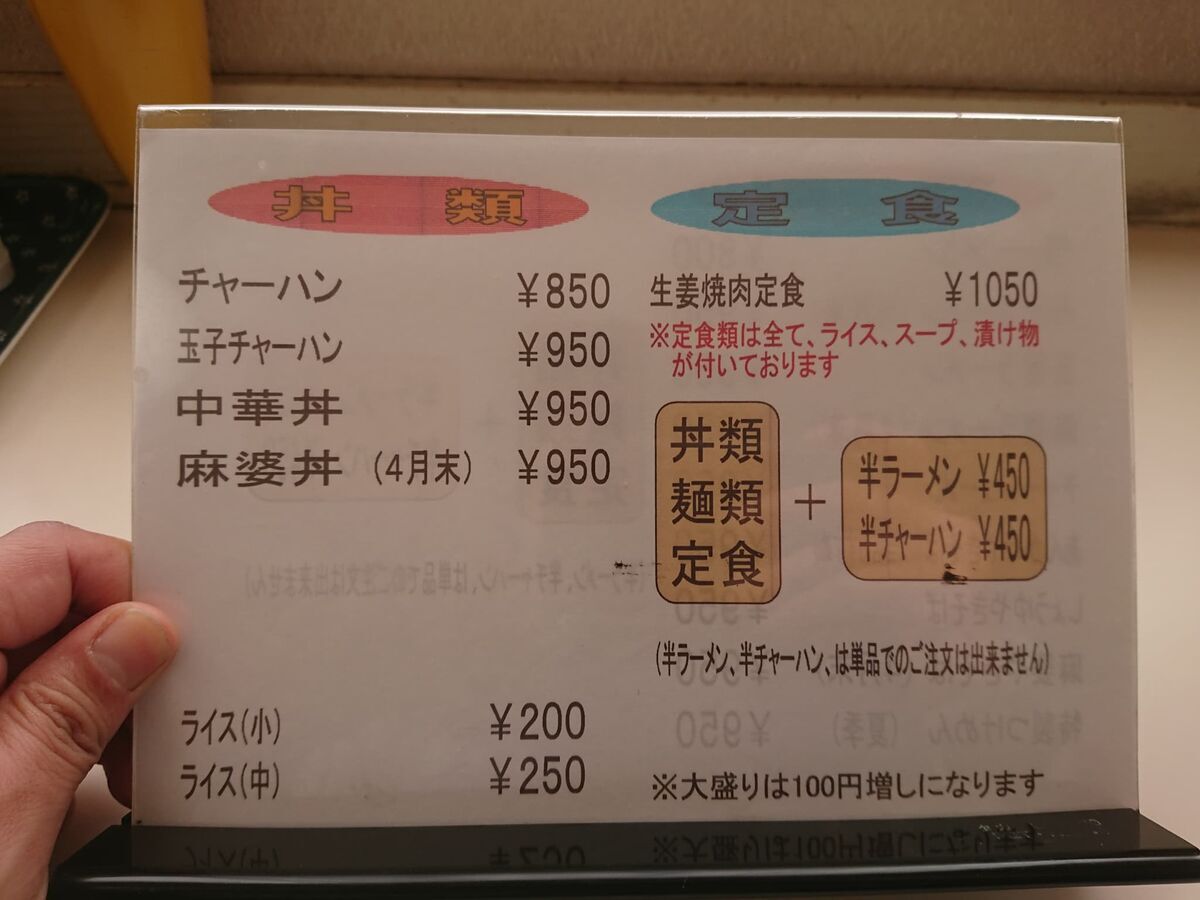 丼類
チャーハン ¥850
玉子チャーハン ¥950
中華丼 ¥950
麻婆丼 (4月末) ¥950
ライス(小) ¥200
ライス(中) ¥250
定食
生姜焼肉定食 ¥1050
※定食類は全て、ライス、スープ、漬け物
が付いております
丼類
麺類
定食
+
半ラーメン ¥450
半チャーハン ¥450
(半ラーメン、半チャーハン、は単品でのご注文は出来ません)
※大盛りは100円増しになります